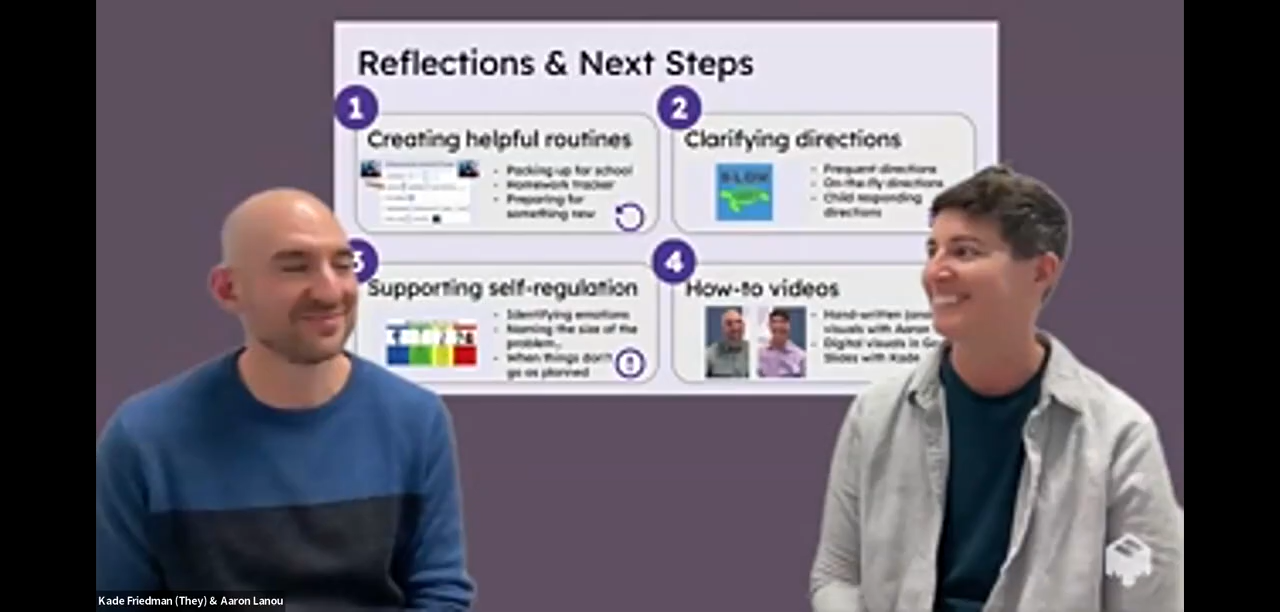 Reflections & Next Steps
1
Creating helpful routines
- Packing up for school
- Homework tracker
- Preparing for
something new
2
Clarifying directions
SLOW
- Frequent directions
- On-the-fly directions
- Child responding
directions
3
Supporting self-regulation
- Identifying emotions
- Naming the size of the
problem...
- When things don't
go as planned
4
How-to videos
- Hand-written
visuals with Aaron
- Digital visuals in
Slides with Kade
Kade Friedman (They) & Aaron Lanou